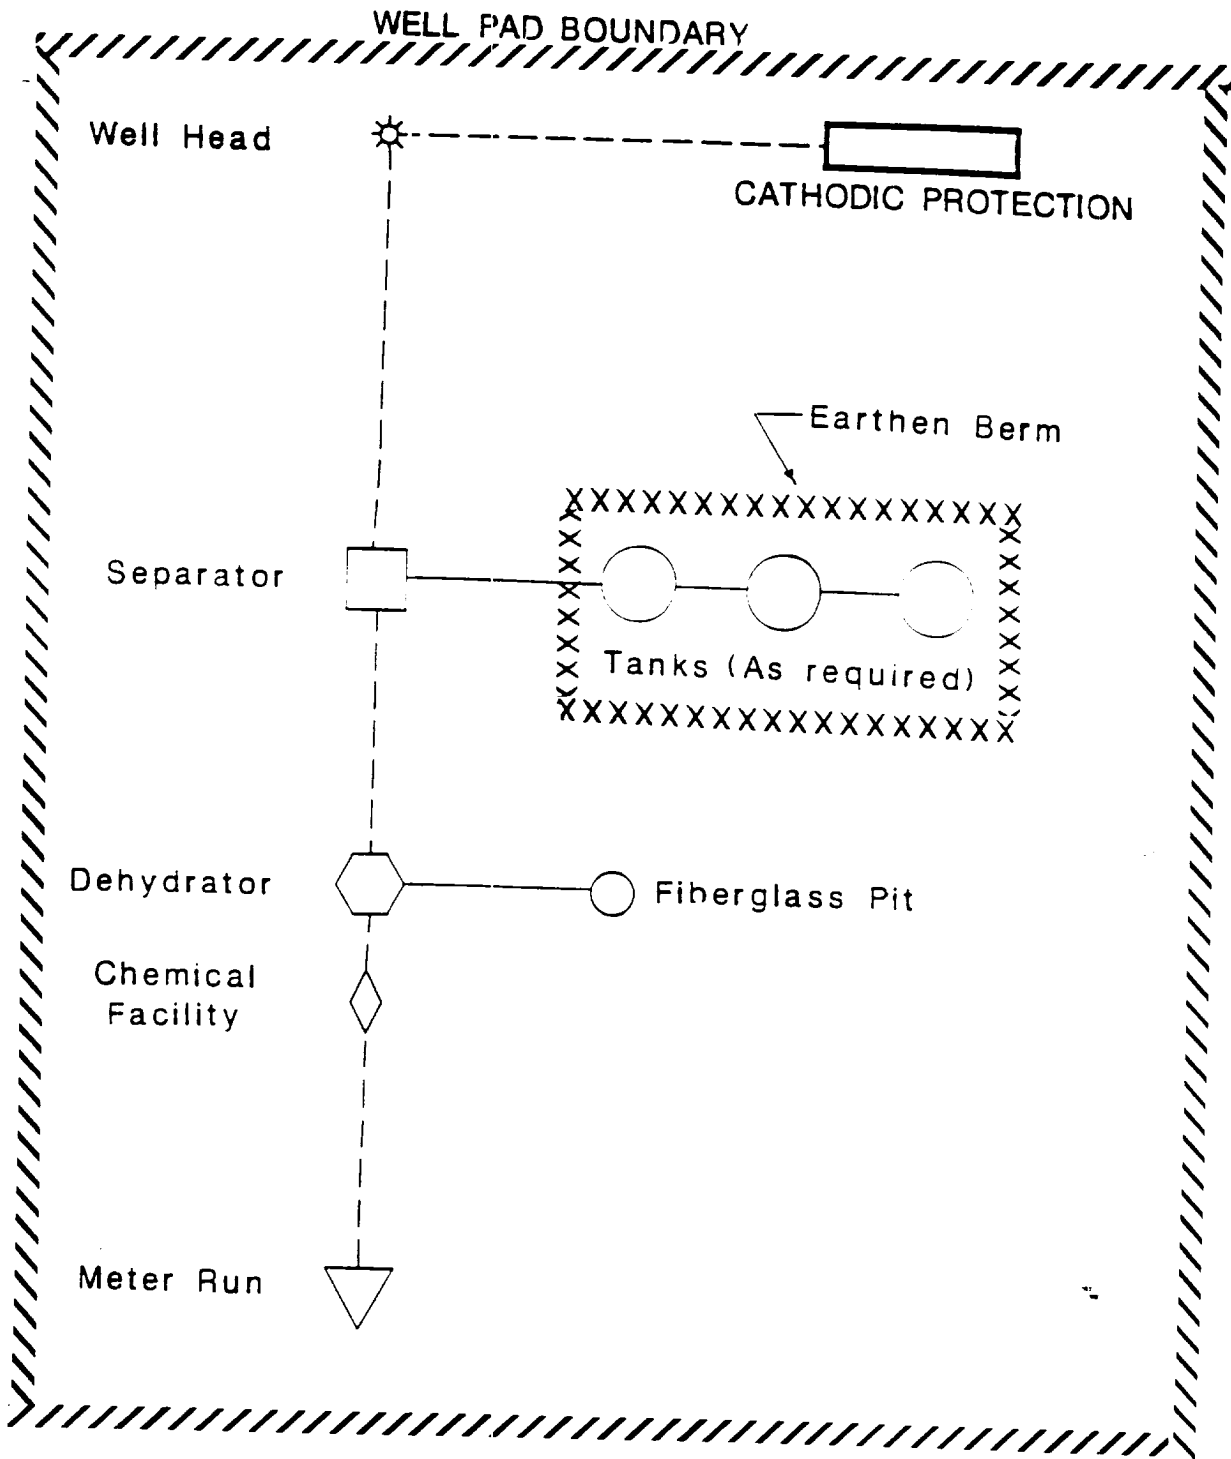 WELL PAD BOUNDARY
Well Head
CATHODIC PROTECTION
Earthen Berm
Separator
Tanks (As required)
Dehydrator
Fiberglass Pit
Chemical
Facility
Meter Run